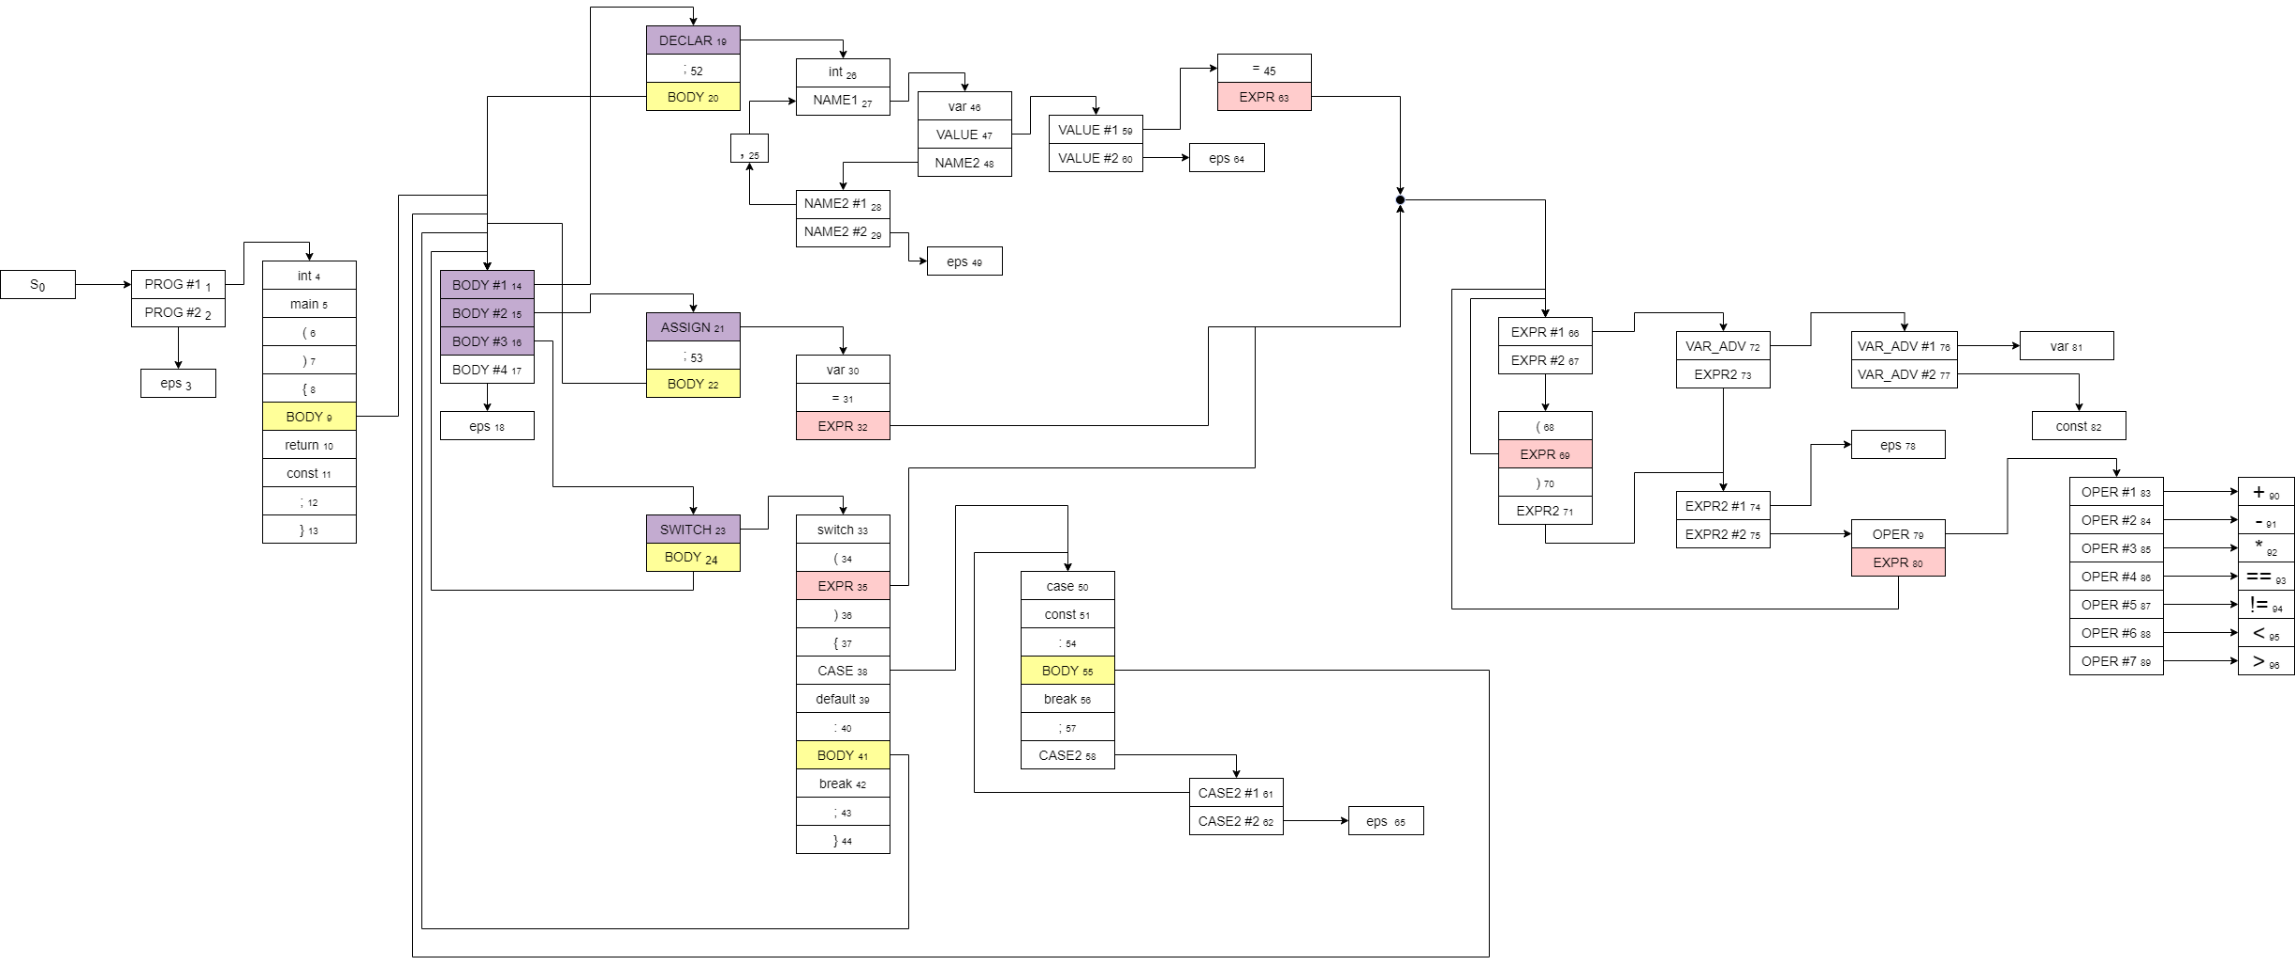 S0
PROG #1 1
PROG #2 2
eps 3
int 4
main 5
( 6
) 7
{ 8
BODY 9
return 10
const 11
; 12
} 13
BODY #1 14
BODY #2 15
BODY #3 16
BODY #4 17
eps 18
DECLAR 19
; 52
BODY 20
ASSIGN 21
; 53
BODY 22
SWITCH 23
BODY 24
, 25
int 26
NAME1 27
NAME2 #1 28
NAME2 #2 29
eps 49
var 46
VALUE 47
NAME2 48
VALUE #1 59
VALUE #2 60
eps 64
= 45
EXPR 63
var 30
= 31
EXPR 32
switch 33
( 34
EXPR 35
) 36
{ 37
CASE 38
default 39
: 40
BODY 41
break 42
; 43
} 44
case 50
const 51
: 54
BODY 55
break 56
; 57
CASE2 58
CASE2 #1 61
CASE2 #2 62
eps 65
EXPR #1 66
EXPR #2 67
( 68
EXPR 69
) 70
EXPR2 71
VAR_ADV 72
EXPR2 73
EXPR2 #1 74
EXPR2 #2 75
VAR_ADV #1 76
VAR_ADV #2 77
var 81
const 82
eps 78
OPER 79
EXPR 80
OPER #1 83
OPER #2 84
OPER #3 85
OPER #4 86
OPER #5 87
OPER #6 88
OPER #7 89
+ 90
- 91
* 92
== 93
!= 94
< 95
> 96